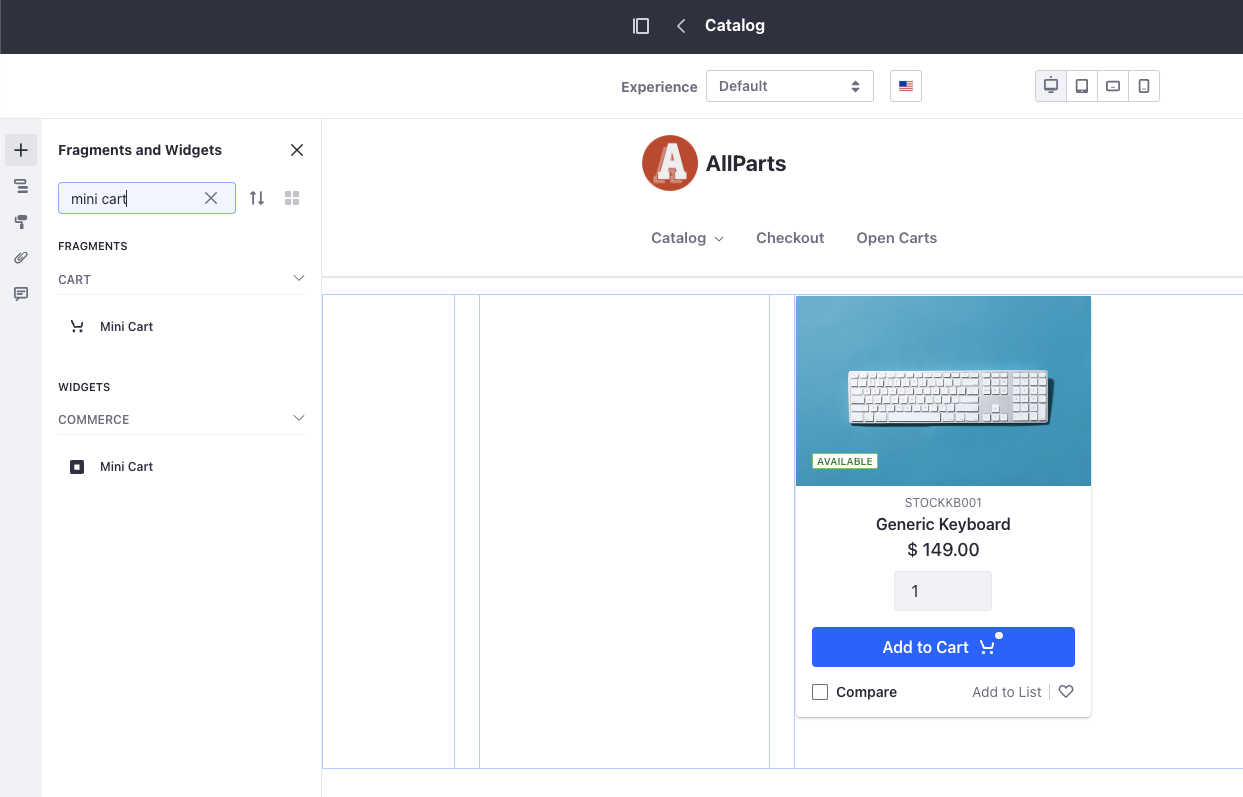 Catalog
Experience
Default
Fragments and Widgets
mini cart
FRAGMENTS
CART
Mini Cart
WIDGETS
COMMERCE
Mini Cart
A AllParts
Catalog Checkout Open Carts
AVAILABLE
STOCKKB001
Generic Keyboard
$ 149.00
1
Add to Cart
Compare Add to List